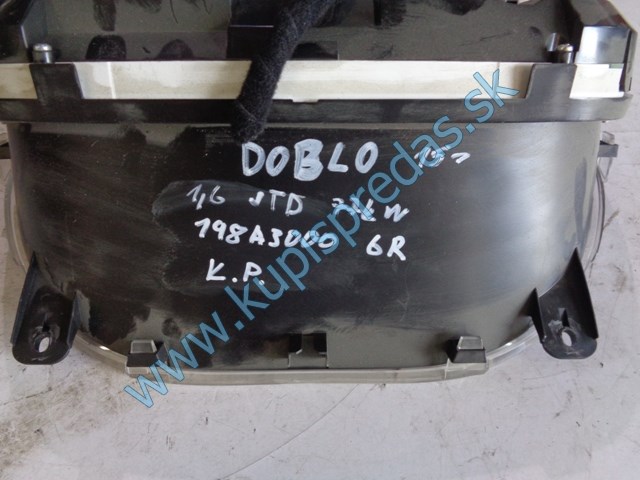 DOBLO
1,6 JTD
198A3000 6R
K.P.
www.kupispredas.sk